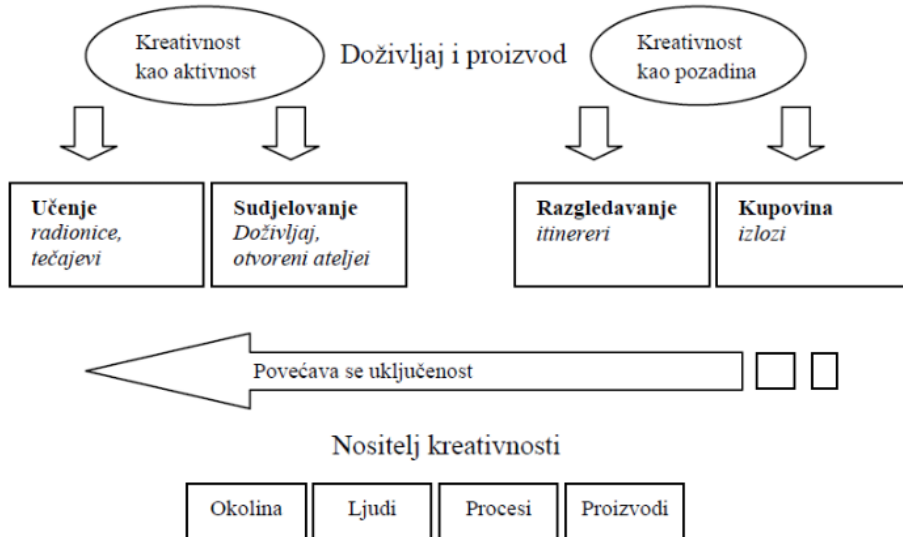 Kreativnost
kao aktivnost
Doživljaj i proizvod
Kreativnost
kao pozadina
Učenje
radionice,
tečajevi
Sudjelovanje
Doživljaj,
otvoreni ateljei
Razgledavanje
itinereri
Kupovina
izlozi
Povećava se uključenost
Nositelj kreativnosti
Okolina
Ljudi
Procesi
Proizvodi